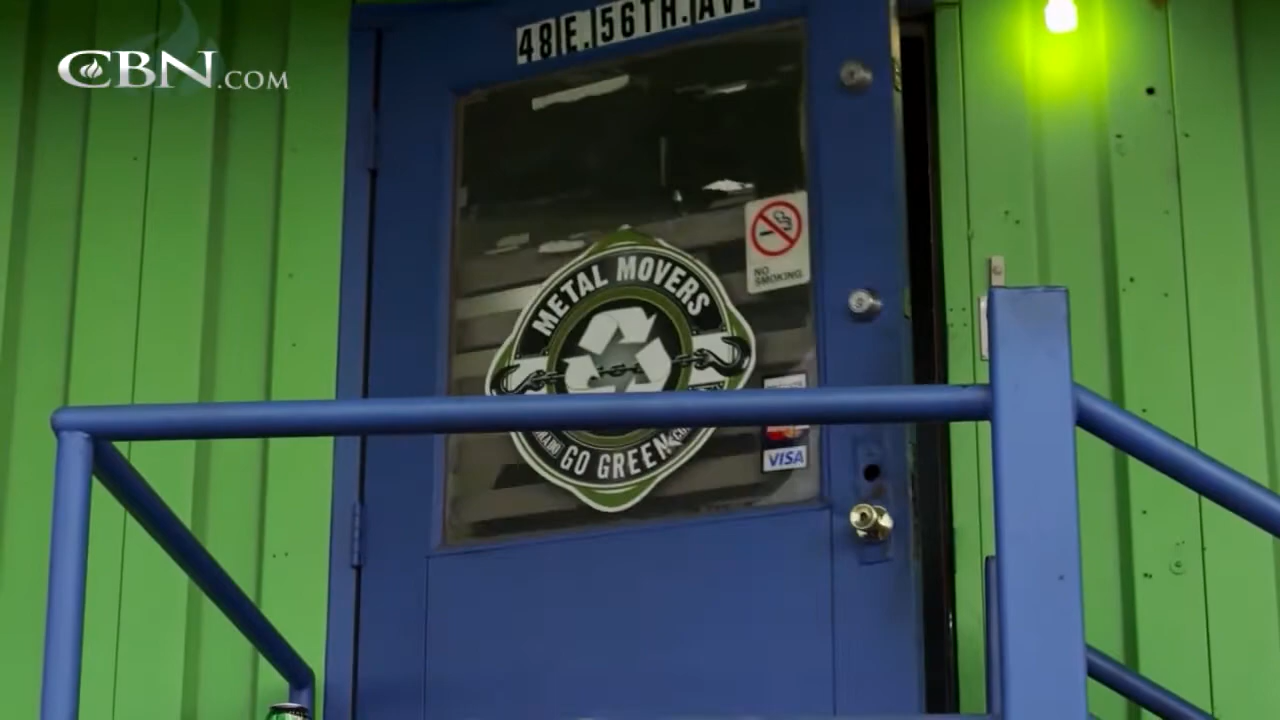 CBN.COM
48 E. 56TH. AVE
NO
SMOKING
METAL MOVERS
GO GREEN
VISA